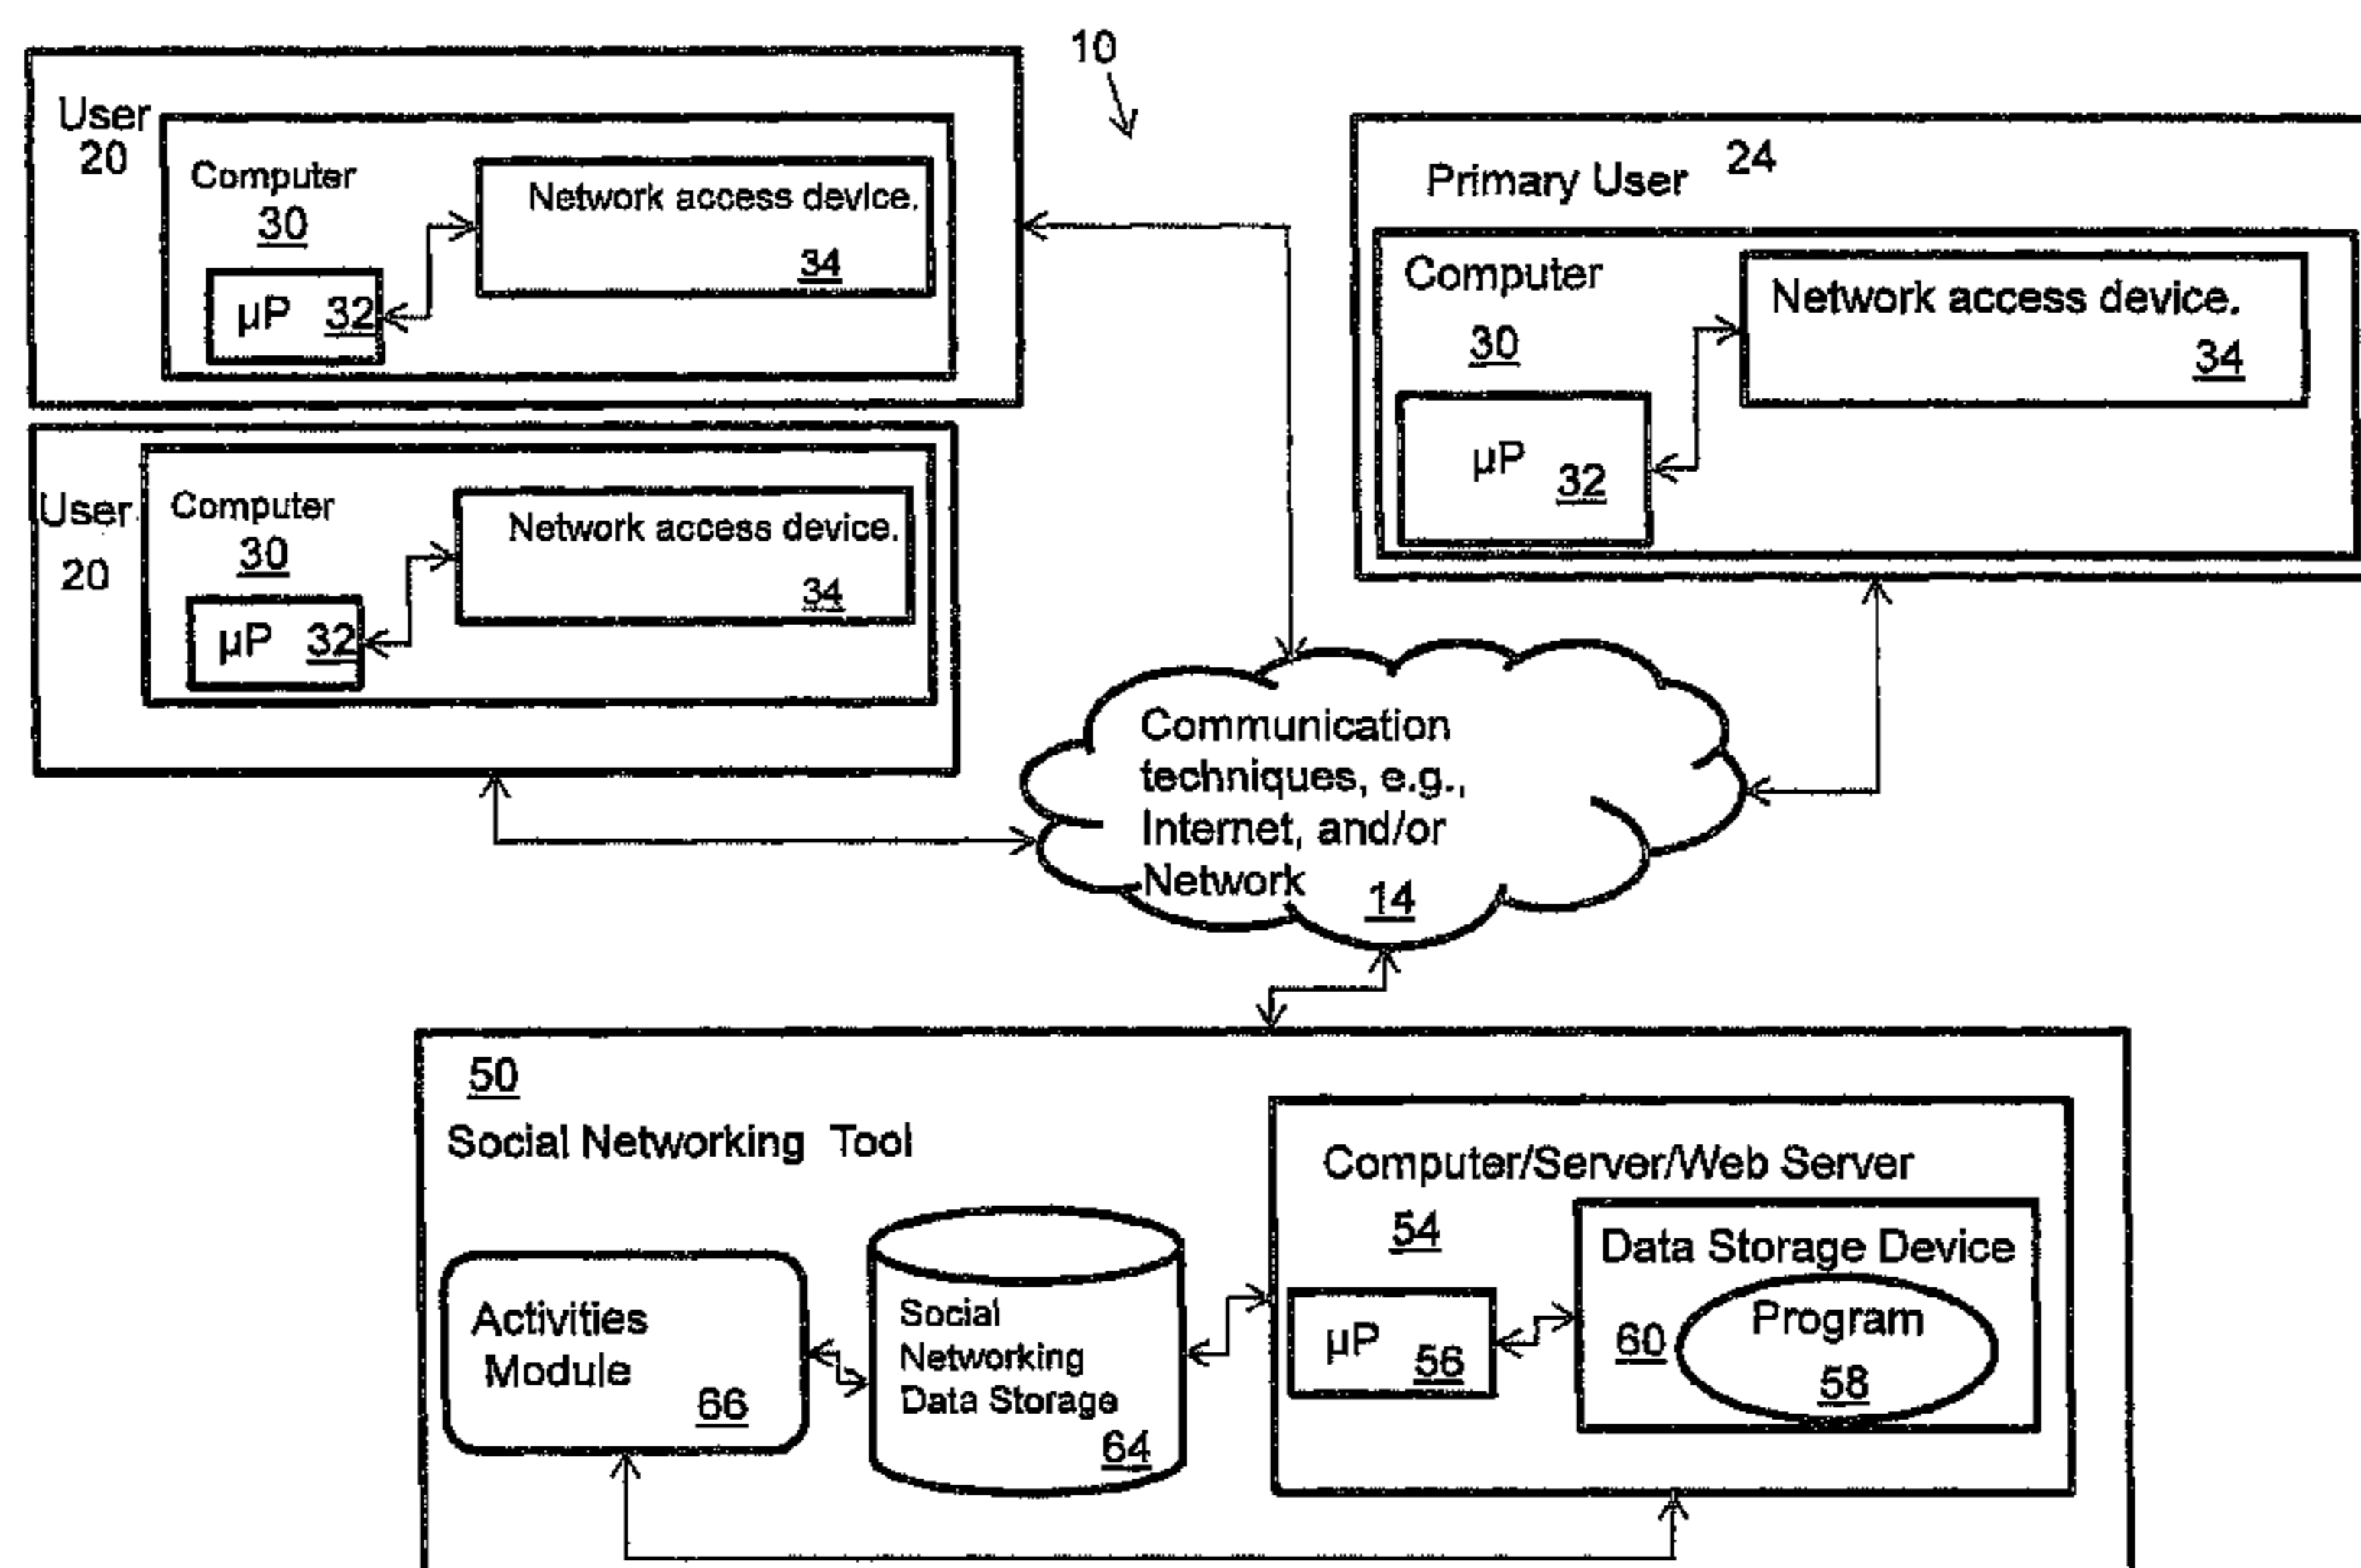 10
User
20
Computer
30
Network access device.
34
µP 32
User
20
Computer
30
Network access device.
34
µP 32
Primary User 24
Computer
30
Network access device.
34
µP 32
Communication
techniques, e.g.,
Internet, and/or
Network 14
50
Social Networking Tool
Activities
Module
66
Social
Networking
Data Storage
64
Computer/Server/Web Server
54
µP 56
Data Storage Device
60
Program
58